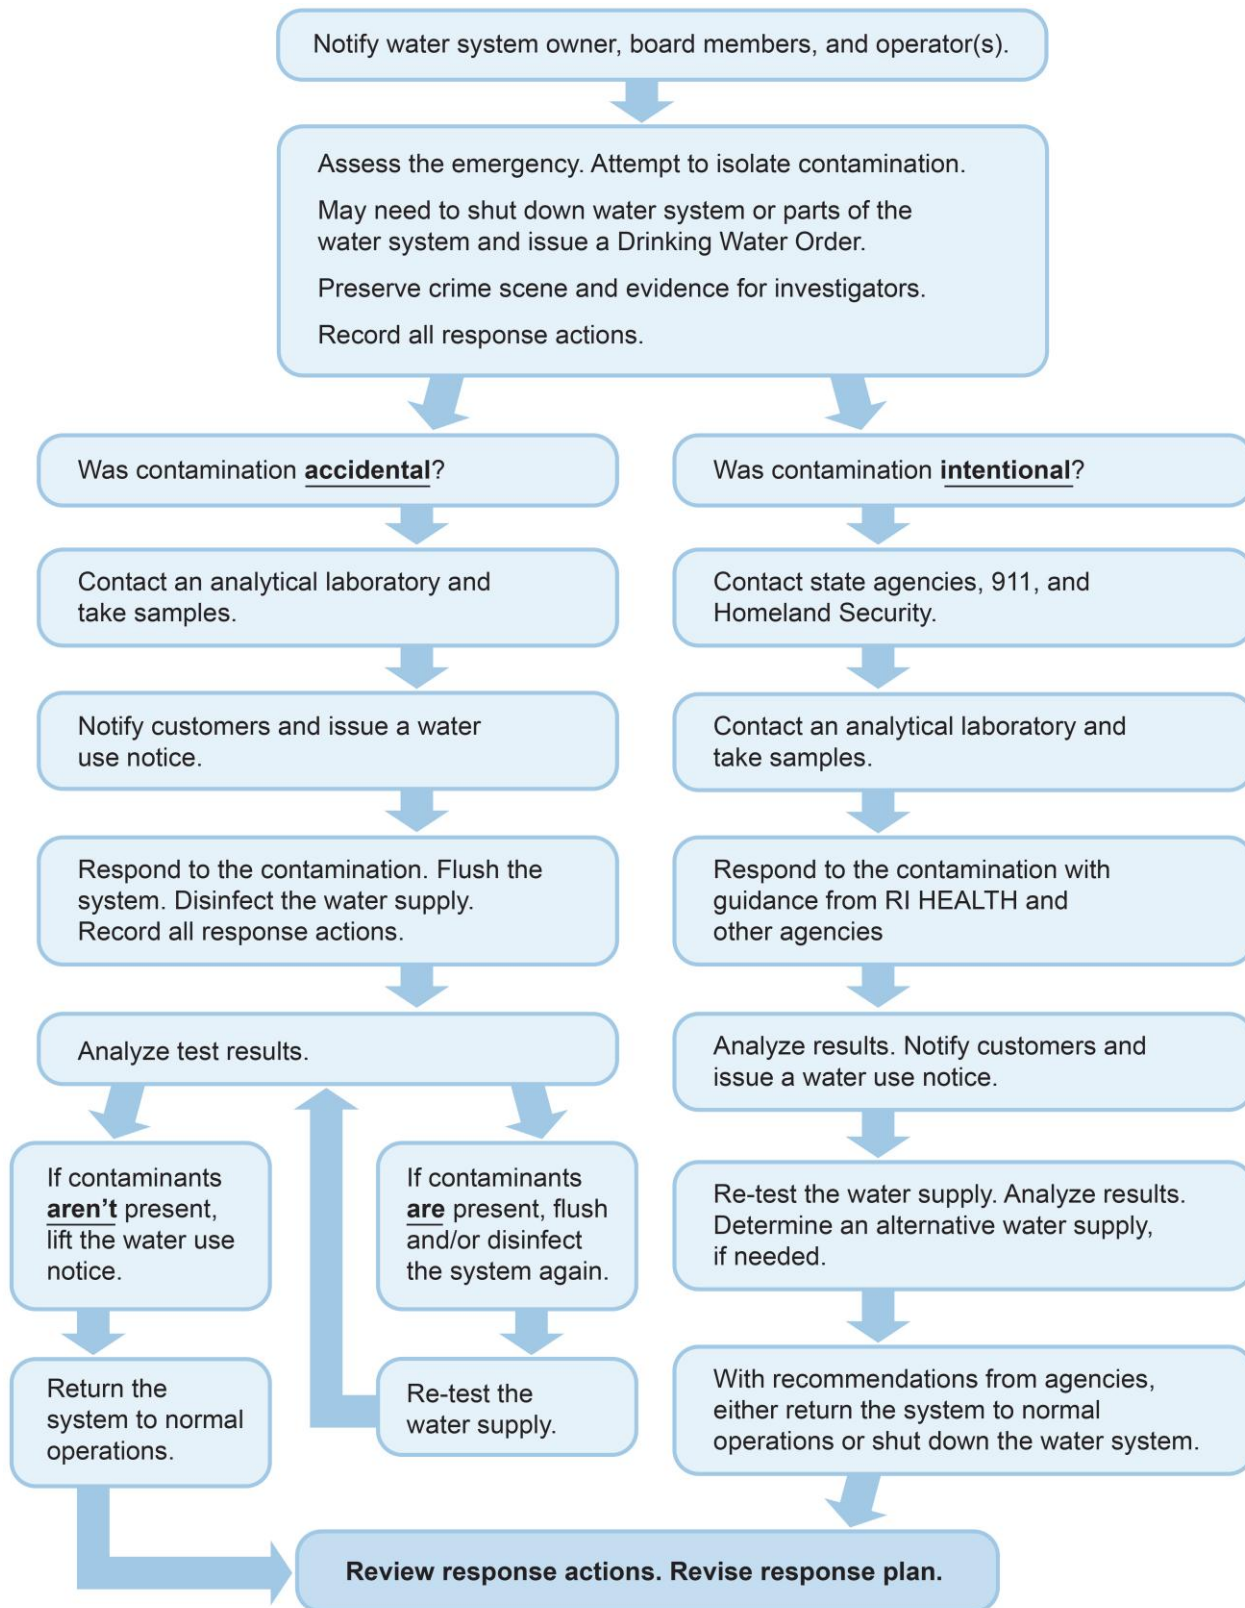 Notify water system owner, board members, and operator(s).
Assess the emergency. Attempt to isolate contamination.
May need to shut down water system or parts of the
water system and issue a Drinking Water Order.
Preserve crime scene and evidence for investigators.
Record all response actions.
Was contamination accidental?
Contact an analytical laboratory and
take samples.
Notify customers and issue a water
use notice.
Respond to the contamination. Flush the
system. Disinfect the water supply.
Record all response actions.
Analyze test results.
If contaminants
aren’t present,
lift the water use
notice.
Return the
system to normal
operations.
If contaminants
are present, flush
and/or disinfect
the system again.
Re-test the
water supply.
Was contamination intentional?
Contact state agencies, 911, and
Homeland Security.
Contact an analytical laboratory and
take samples.
Respond to the contamination with
guidance from RI HEALTH and
other agencies
Analyze results. Notify customers and
issue a water use notice.
Re-test the water supply. Analyze results.
Determine an alternative water supply,
if needed.
With recommendations from agencies,
either return the system to normal
operations or shut down the water system.
Review response actions. Revise response plan.